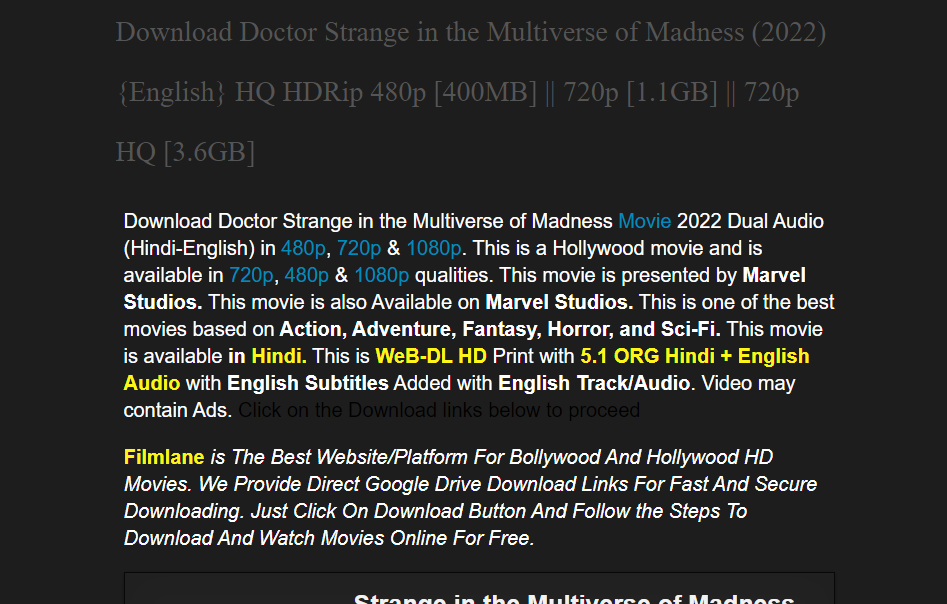 Download Doctor Strange in the Multiverse of Madness (2022)
{English} HQ HDRip 480p [400MB] || 720p [1.1GB] || 720p
HQ [3.6GB]
Download Doctor Strange in the Multiverse of Madness Movie 2022 Dual Audio
(Hindi-English) in 480p, 720p & 1080p. This is a Hollywood movie and is
available in 720p, 480p & 1080p qualities. This movie is presented by Marvel
Studios. This movie is also Available on Marvel Studios. This is one of the best
movies based on Action, Adventure, Fantasy, Horror, and Sci-Fi. This movie
is available in Hindi. This is WeB-DL HD Print with 5.1 ORG Hindi + English
Audio with English Subtitles Added with English Track/Audio. Video may
contain Ads. Click on the Download links below to proceed
Filmlane is The Best Website/Platform For Bollywood And Hollywood HD
Movies. We Provide Direct Google Drive Download Links For Fast And Secure
Downloading. Just Click On Download Button And Follow the Steps To
Download And Watch Movies Online For Free.
Strange in the Multiverse of Madness